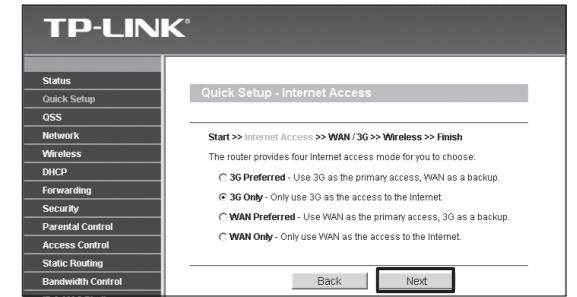 TP-LINK®
Status
Quick Setup
QSS
Network
Wireless
DHCP
Forwarding
Security
Parental Control
Access Control
Static Routing
Bandwidth Control
Quick Setup - Internet Access
Start >> Internet Access >> WAN / 3G >> Wireless >> Finish
The router provides four Internet access mode for you to choose:
3G Preferred - Use 3G as the primary access, WAN as a backup.
3G Only - Only use 3G as the access to the Internet.
WAN Preferred - Use WAN as the primary access, 3G as a backup.
WAN Only - Only use WAN as the access to the Internet.
Back Next